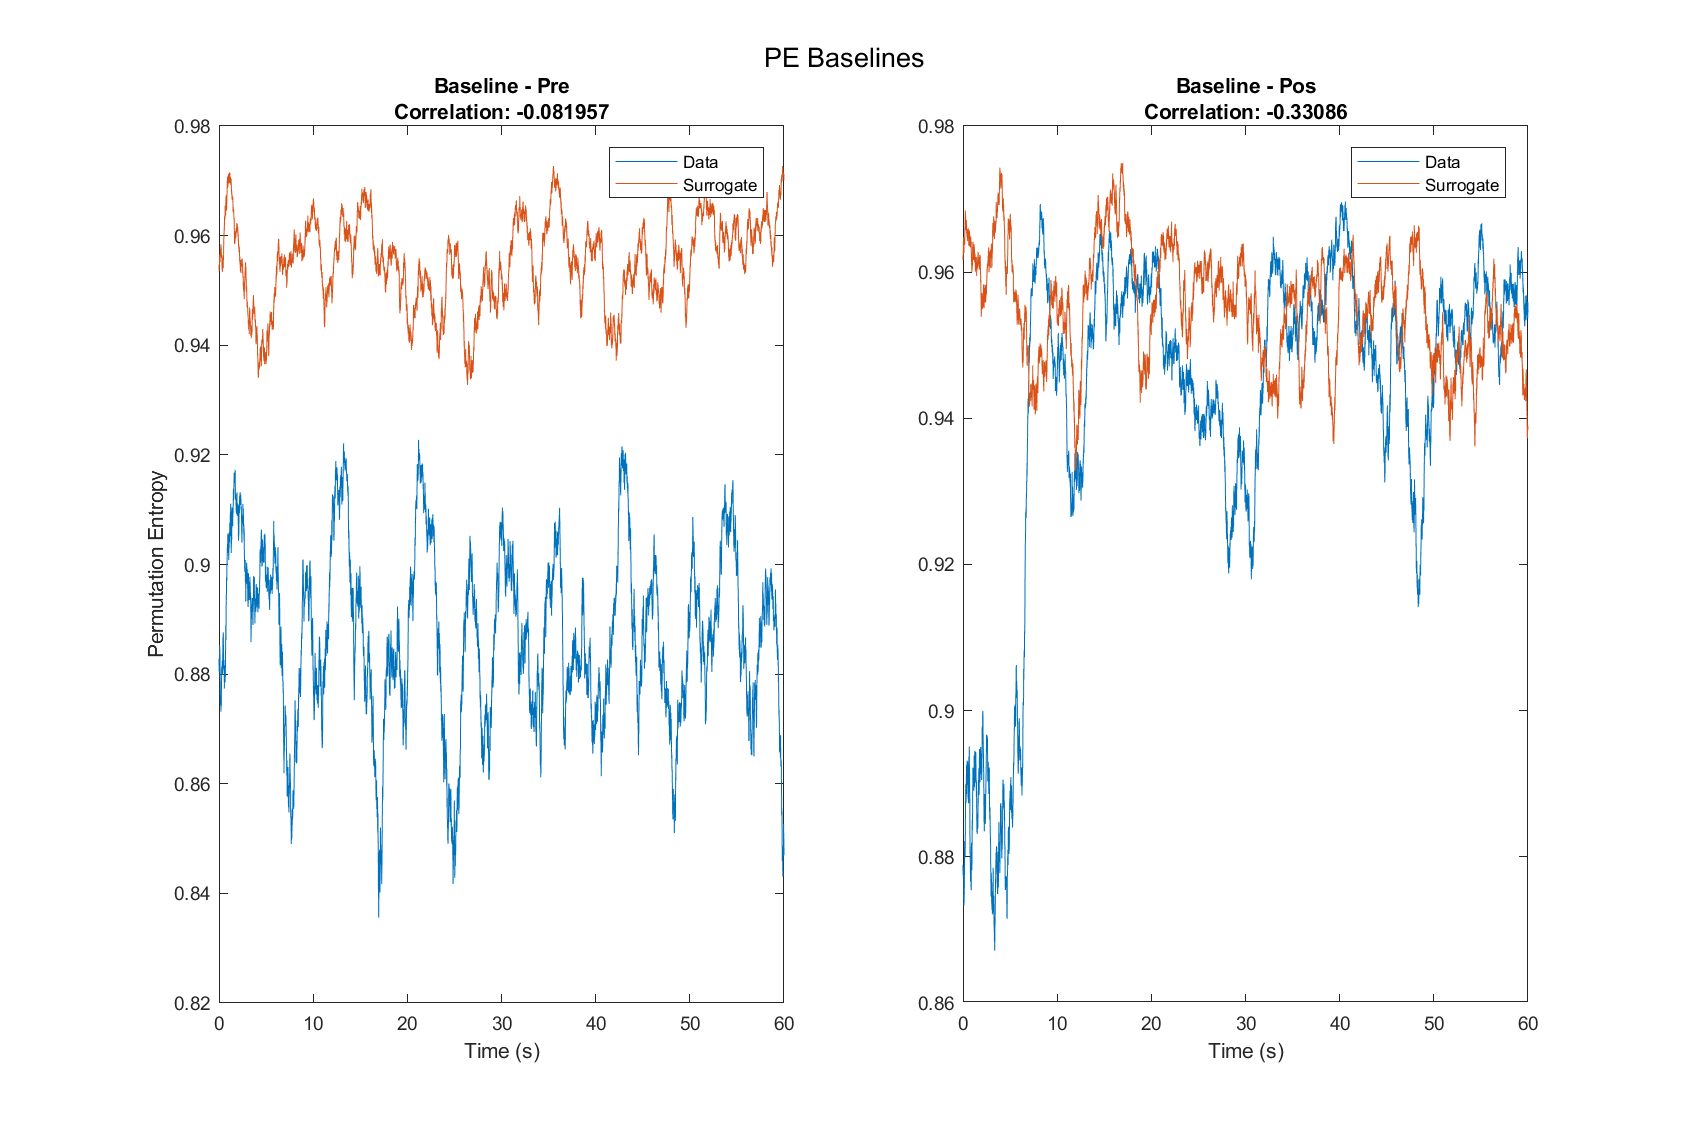 PE Baselines
Baseline - Pre
Correlation: -0.081957
0.98
0.96
0.94
0.92
0.9
0.88
0.86
0.84
0.82
Permutation Entropy
Data
Surrogate
0 10 20 30 40 50 60
Time (s)
Baseline - Pos
Correlation: -0.33086
0.98
0.96
0.94
0.92
0.9
0.88
0.86
Data
Surrogate
0 10 20 30 40 50 60
Time (s)